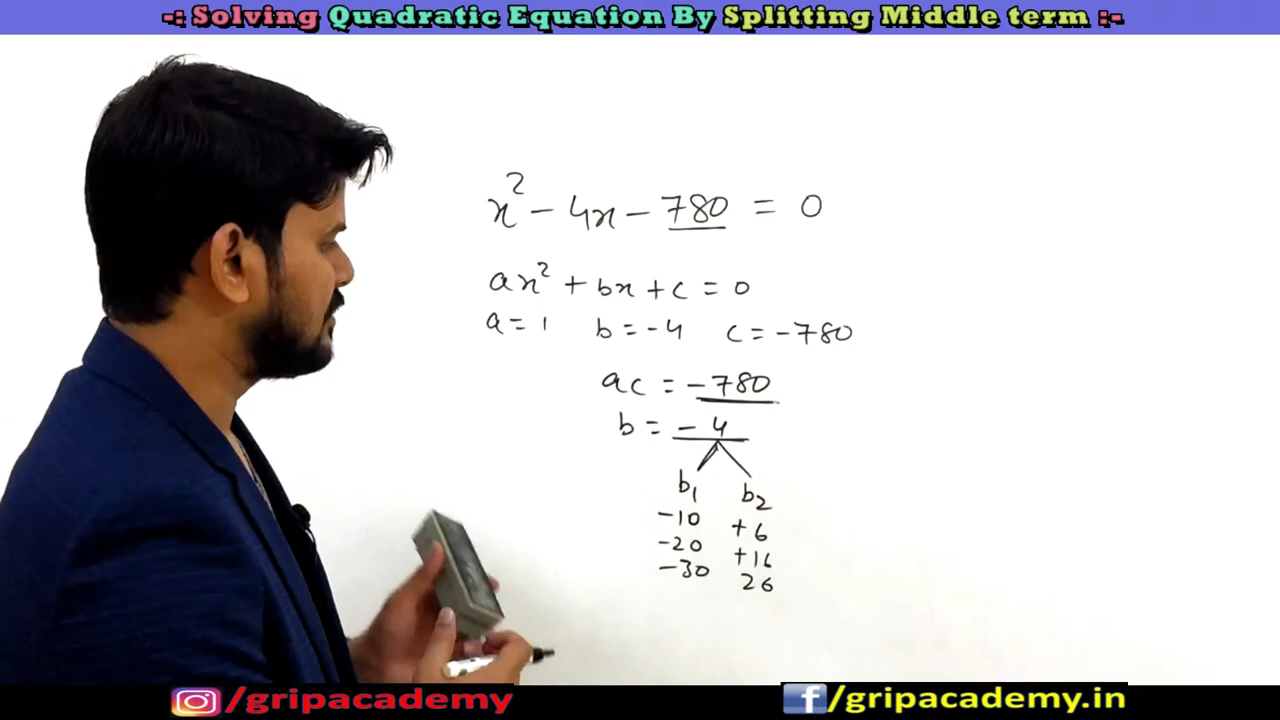 -: Solving Quadratic Equation By Splitting Middle term :-
x² - 4x - 780 = 0
ax² + bx + c = 0
a = 1 b = -4 c = -780
ac = -780
b = -4
b₁ b₂
-10 +6
-20 +16
-30 26
/gripacademy
f/gripacademy.in